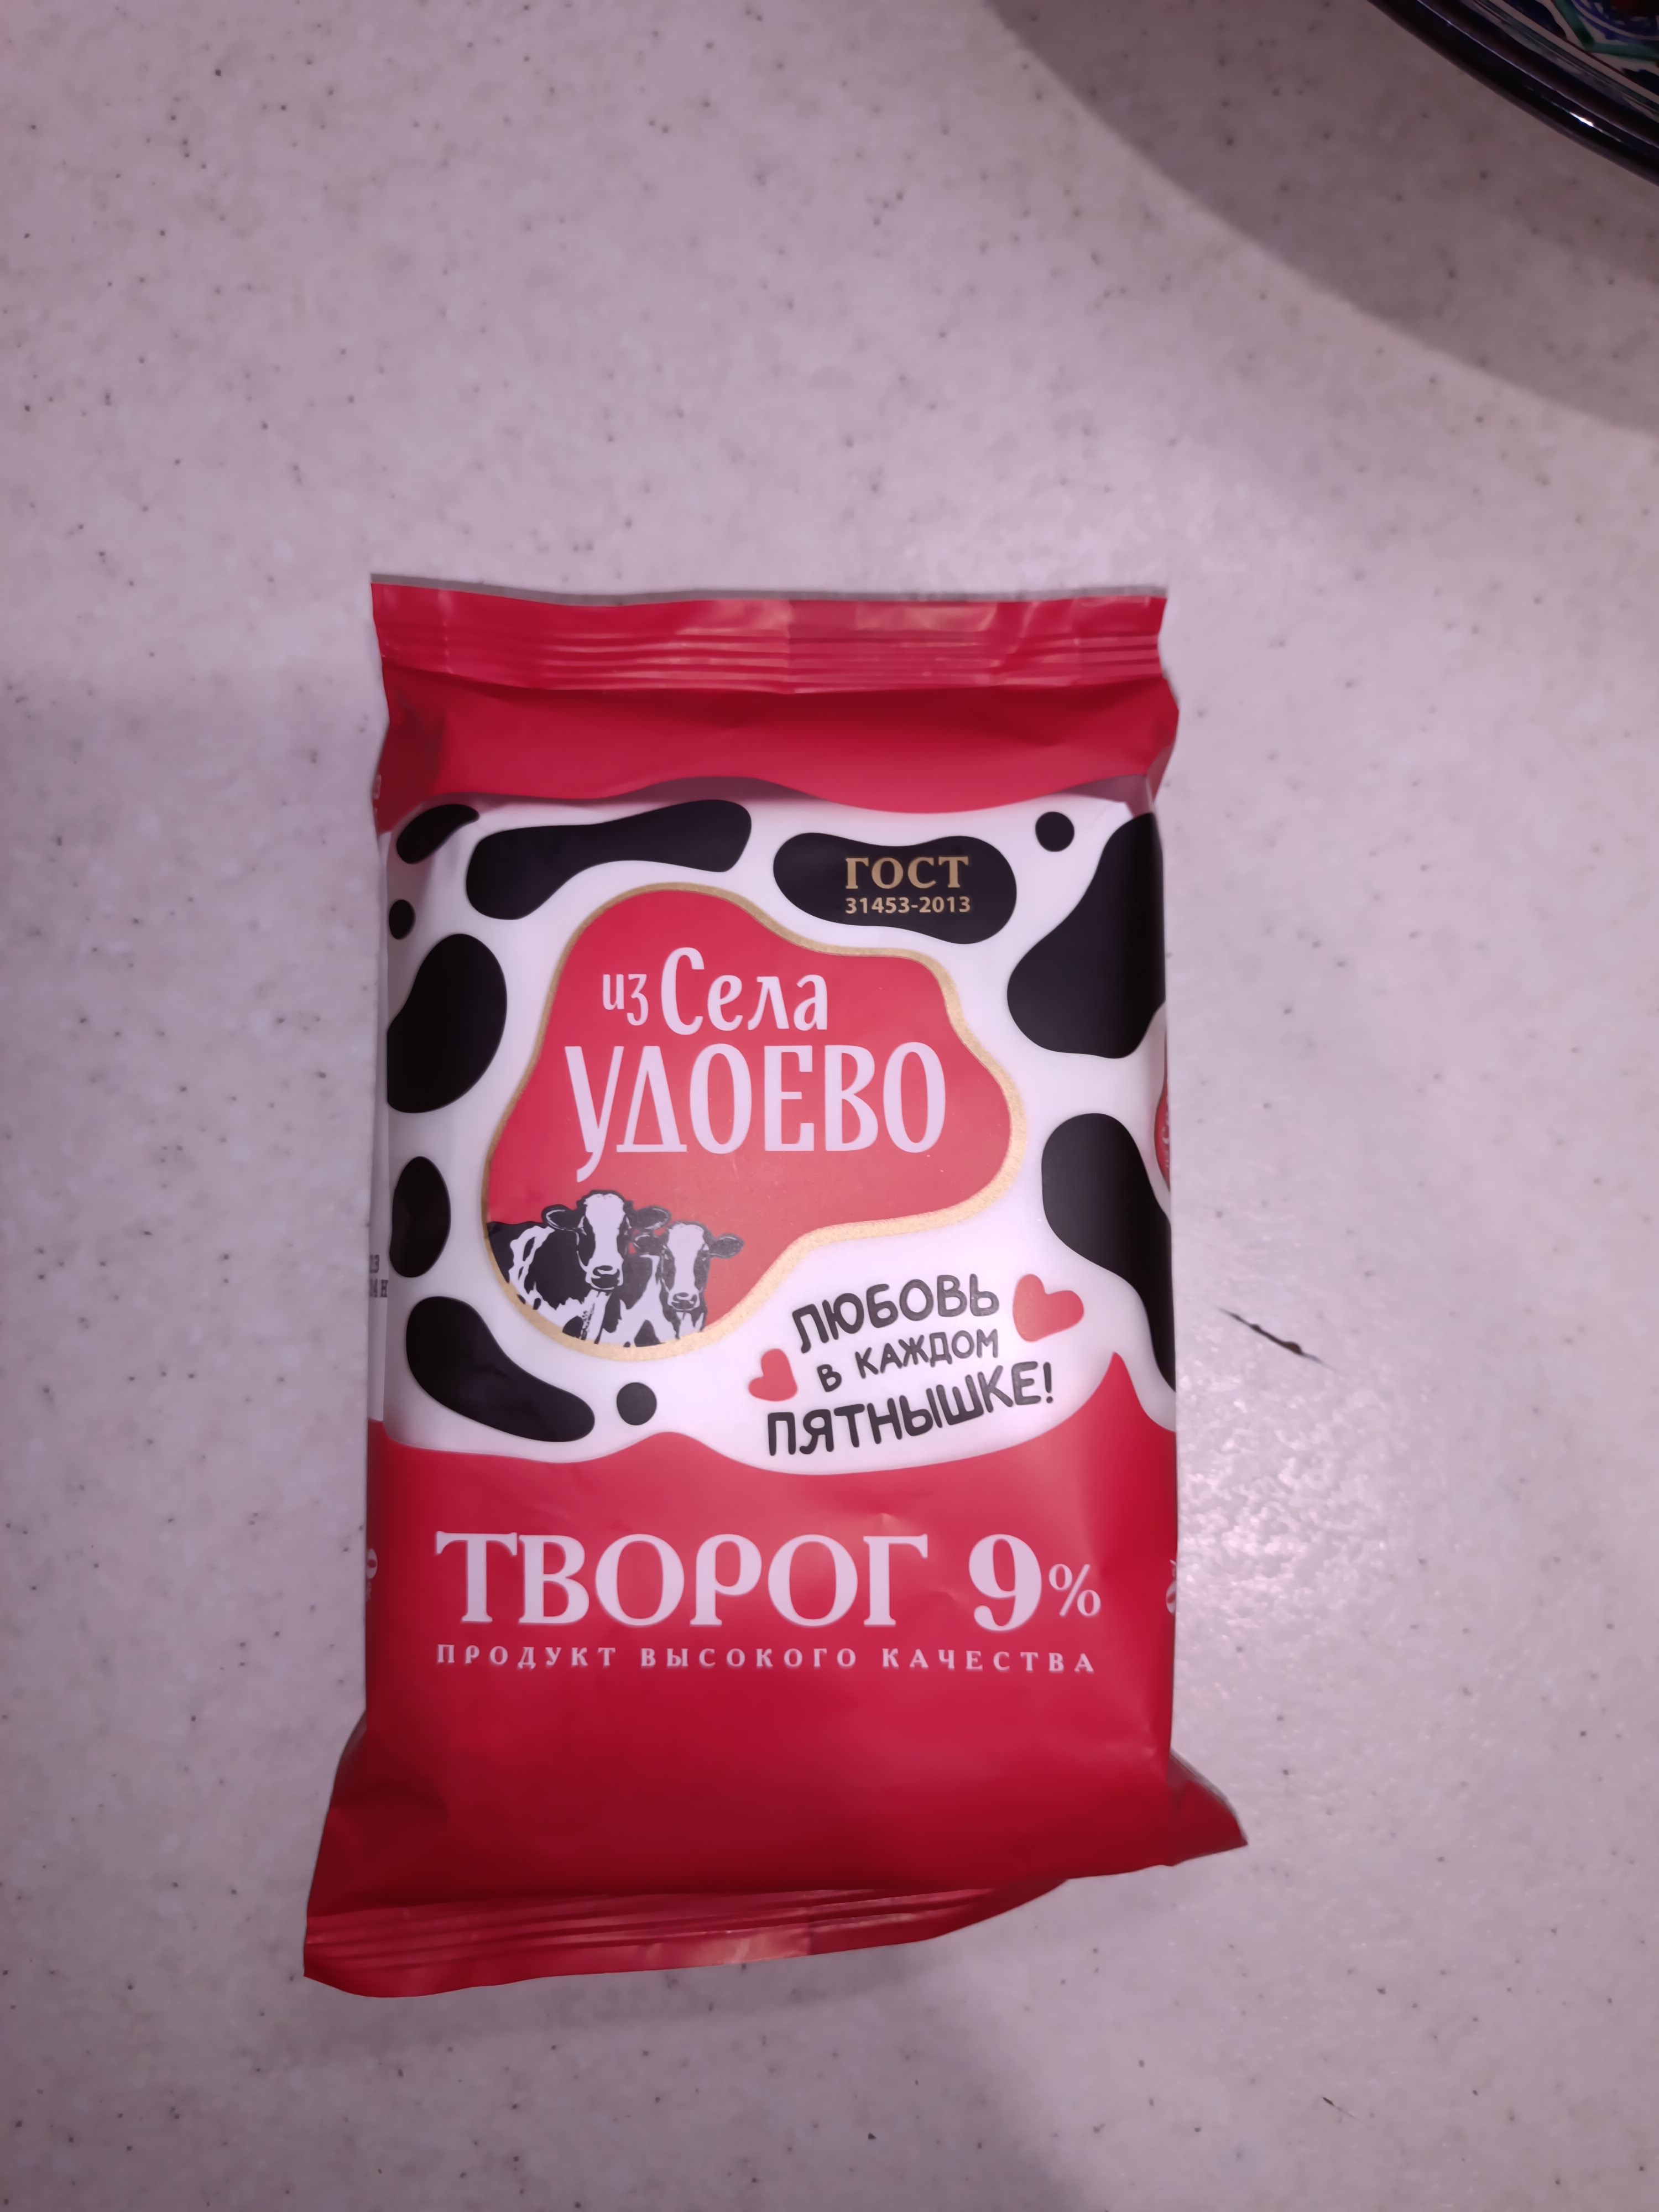 ГОСТ
31453-2013
из Села
УДОЕВО
ЛЮБОВЬ
В КАЖДОМ
ПЯТНЫШКЕ!
ТВОРОГ 9%
ПРОДУКТ ВЫСОКОГО КАЧЕСТВА